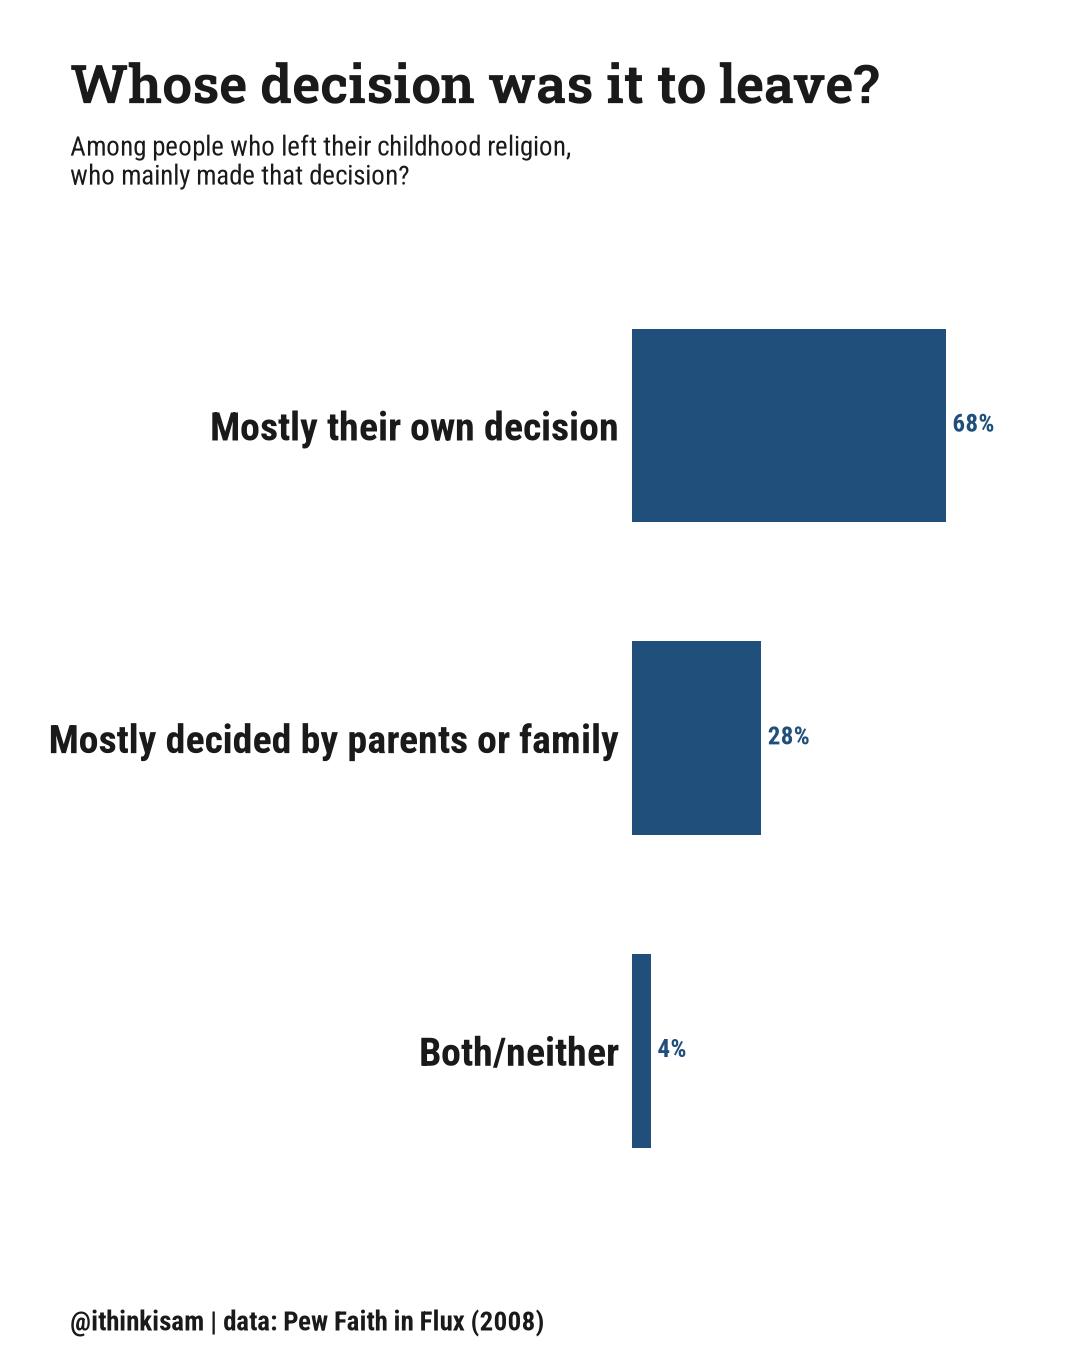 Whose decision was it to leave?
Among people who left their childhood religion,
who mainly made that decision?
Mostly their own decision
68%
Mostly decided by parents or family
28%
Both/neither
4%
@ithinkisam | data: Pew Faith in Flux (2008)